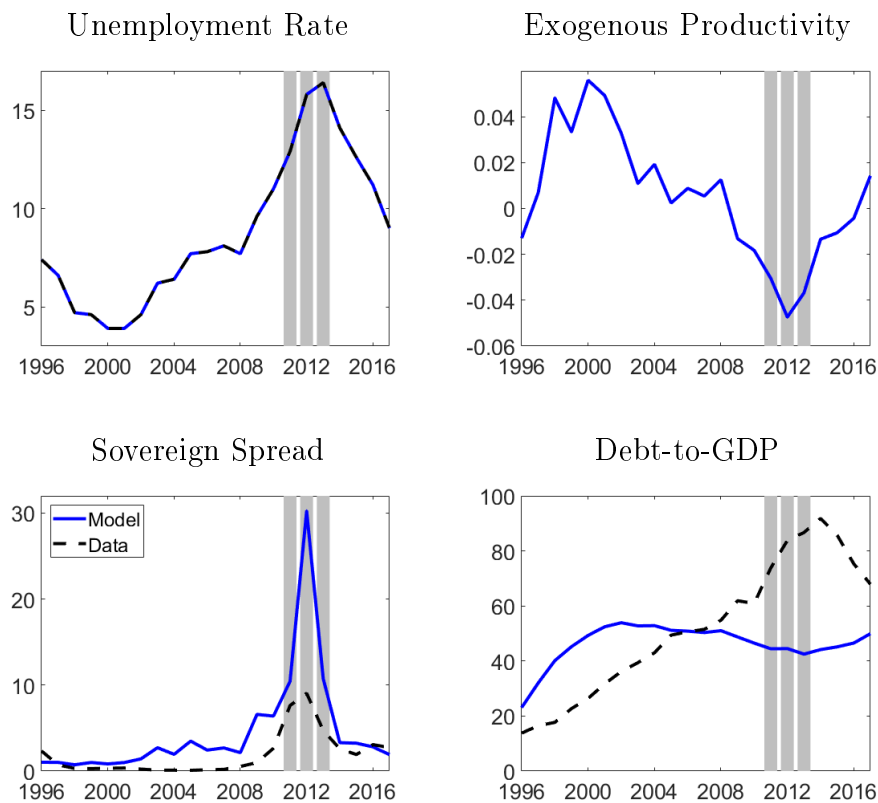 Unemployment Rate
15
10
5
1996 2000 2004 2008 2012 2016
Exogenous Productivity
0.04
0.02
0
-0.02
-0.04
-0.06
1996 2000 2004 2008 2012 2016
Sovereign Spread
30
20
10
0
Model
Data
1996 2000 2004 2008 2012 2016
Debt-to-GDP
100
80
60
40
20
0
1996 2000 2004 2008 2012 2016